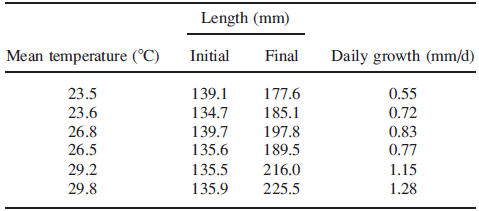 Length (mm)
Mean temperature (°C) Initial Final Daily growth (mm/d)
23.5 139.1 177.6 0.55
23.6 134.7 185.1 0.72
26.8 139.7 197.8 0.83
26.5 135.6 189.5 0.77
29.2 135.5 216.0 1.15
29.8 135.9 225.5 1.28